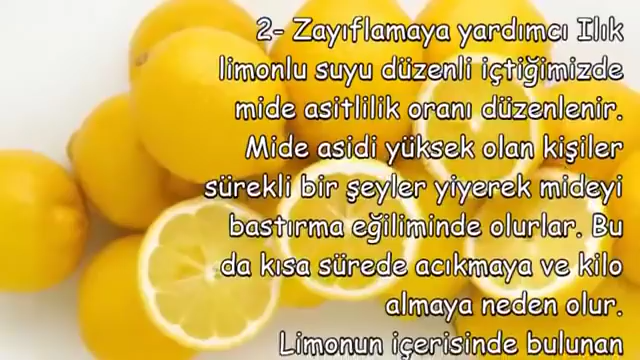 2- Zayıflamaya yardımcı Ilık
limonlu suyu düzenli içtiğimizde
mide asitlilik oranı düzenlenir.
Mide asidi yüksek olan kişiler
sürekli bir şeyler yiyerek mideyi
bastırma eğiliminde olurlar. Bu
da kısa sürede acıkmaya ve kilo
almaya neden olur.
Limonun içerisinde bulunan